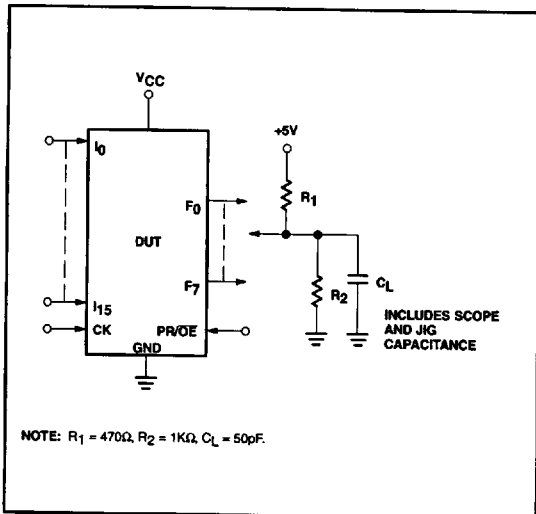 VCC
+5V
I0
R1
F0
DUT
F7
R2
CL
I15
CK
PR/O̅E̅
GND
INCLUDES SCOPE
AND JIG
CAPACITANCE
NOTE: R1 = 470Ω, R2 = 1KΩ, CL = 50pF.